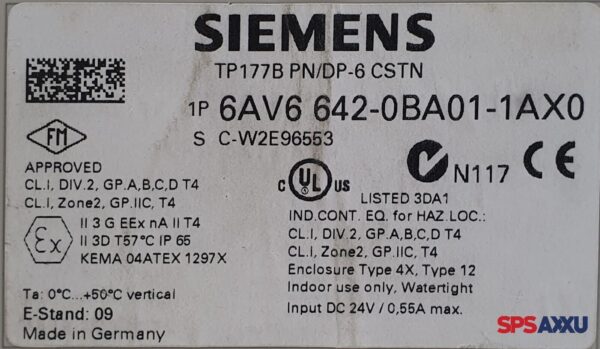 SIEMENS
TP177B PN/DP-6 CSTN
1P 6AV6 642-0BA01-1AX0
S C-W2E96553
FM
APPROVED
CL.I, DIV.2, GP.A,B,C,D T4
CL.I, Zone2, GP.IIC, T4
Ex
II 3 G EEx nA II T4
II 3D T57°C IP 65
KEMA 04ATEX 1297X
Ta: 0°C...+50°C vertical
E-Stand: 09
Made in Germany
N117 CE
C UL US
LISTED 3DA1
IND.CONT. EQ. for HAZ.LOC.:
CL.I, DIV.2, GP.A,B,C,D T4
CL.I, Zone2, GP.IIC, T4
Enclosure Type 4X, Type 12
Indoor use only, Watertight
Input DC 24V / 0,55A max.
SPSAXXU